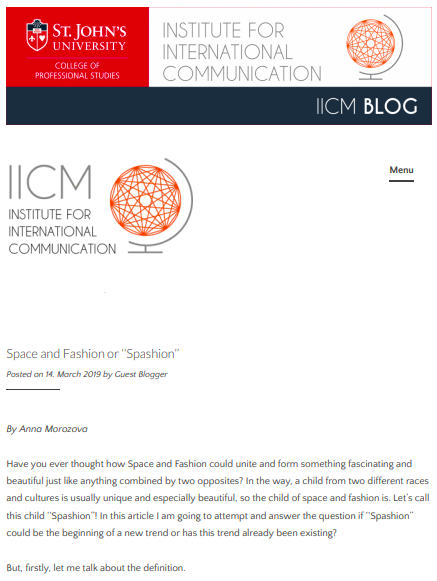 ST. JOHN'S
UNIVERSITY
COLLEGE OF
PROFESSIONAL STUDIES
INSTITUTE FOR
INTERNATIONAL
COMMUNICATION
IICM BLOG
IICM
INSTITUTE FOR
INTERNATIONAL
COMMUNICATION
Menu
Space and Fashion or ''Spashion''
Posted on 14. March 2019 by Guest Blogger
By Anna Morozova
Have you ever thought how Space and Fashion could unite and form something fascinating and
beautiful just like anything combined by two opposites? In the way, a child from two different races
and cultures is usually unique and especially beautiful, so the child of space and fashion is. Let's call
this child ''Spashion''! In this article I am going to attempt and answer the question if ''Spashion''
could be the beginning of a new trend or has this trend already been existing?
But, firstly, let me talk about the definition.